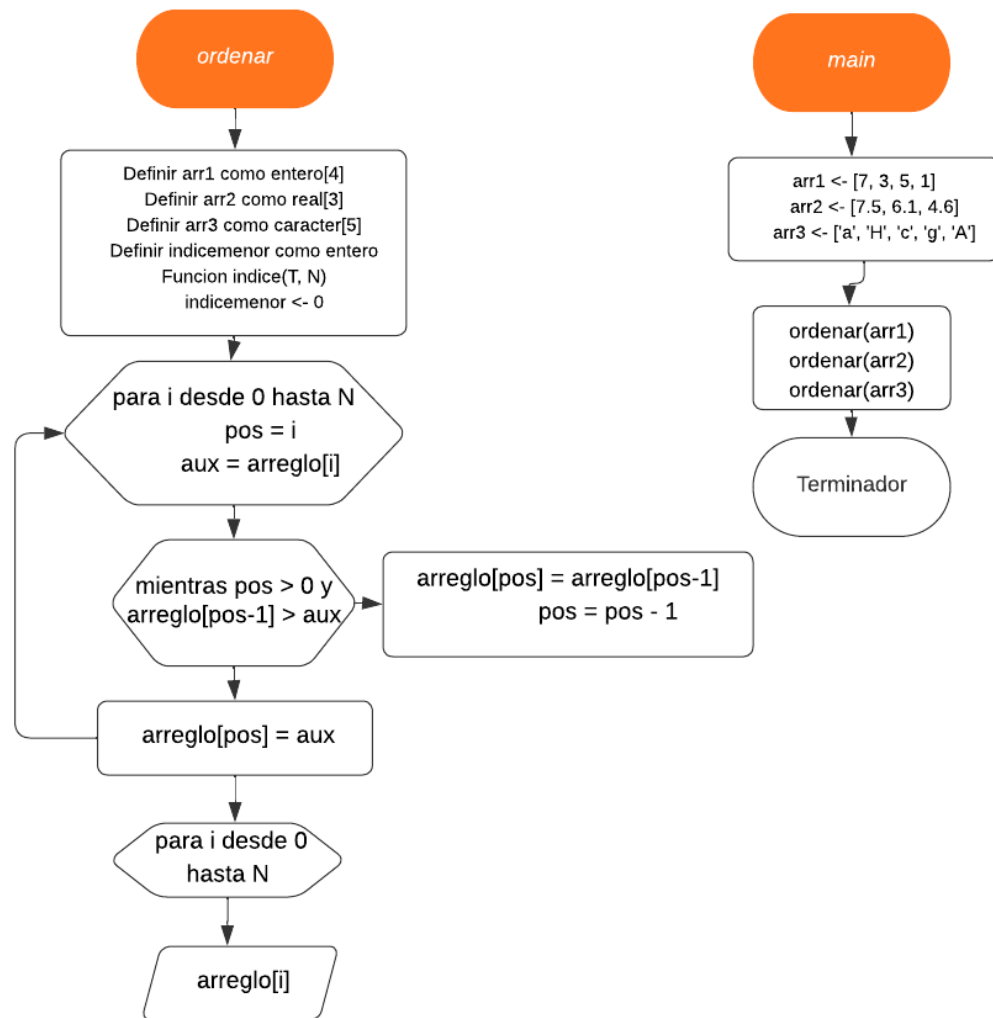 ordenar
Definir arr1 como entero[4]
Definir arr2 como real[3]
Definir arr3 como caracter[5]
Definir indicemenor como entero
Funcion indice(T, N)
indicemenor <- 0
para i desde 0 hasta N
pos = i
aux = arreglo[i]
mientras pos > 0 y
arreglo[pos-1] > aux
arreglo[pos] = arreglo[pos-1]
pos = pos - 1
arreglo[pos] = aux
para i desde 0
hasta N
arreglo[i]
main
arr1 <- [7, 3, 5, 1]
arr2 <- [7.5, 6.1, 4.6]
arr3 <- ['a', 'H', 'c', 'g', 'A']
ordenar(arr1)
ordenar(arr2)
ordenar(arr3)
Terminador